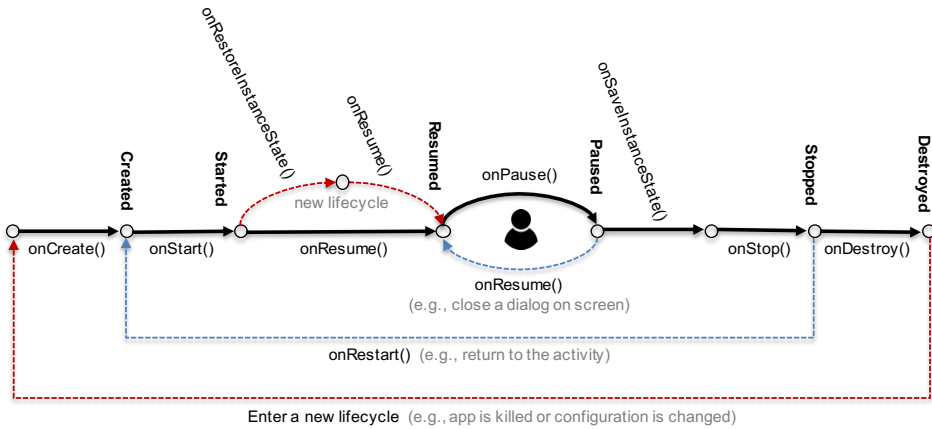 onRestoreInstanceState()
onResume()
onSaveInstanceState()
Created
Started
Resumed
Paused
Stopped
Destroyed
onPause()
new lifecycle
onCreate()
onStart()
onResume()
onStop()
onDestroy()
onResume()
(e.g., close a dialog on screen)
onRestart() (e.g., return to the activity)
Enter a new lifecycle (e.g., app is killed or configuration is changed)